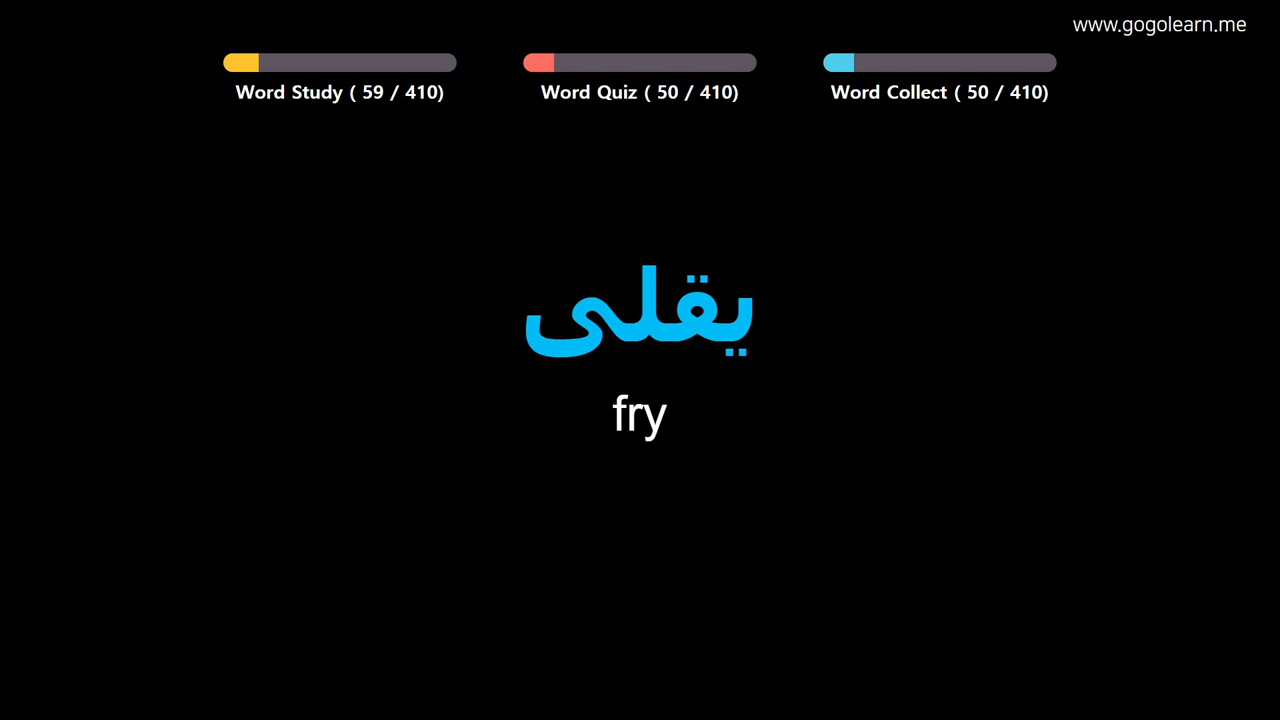 www.gogolearn.me
Word Study ( 59 / 410)
Word Quiz ( 50 / 410)
Word Collect ( 50 / 410)
يقلى
fry